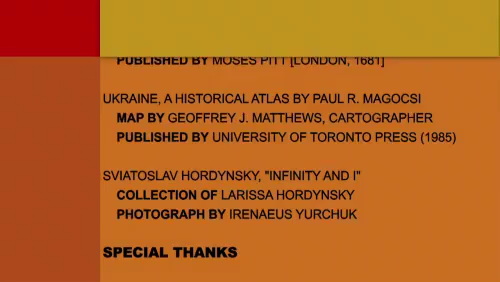 PUBLISHED BY MOSES PITT [LONDON, 1681]
UKRAINE, A HISTORICAL ATLAS BY PAUL R. MAGOCSI
MAP BY GEOFFREY J. MATTHEWS, CARTOGRAPHER
PUBLISHED BY UNIVERSITY OF TORONTO PRESS (1985)
SVIATOSLAV HORDYNSKY, "INFINITY AND I"
COLLECTION OF LARISSA HORDYNSKY
PHOTOGRAPH BY IRENAEUS YURCHUK
SPECIAL THANKS